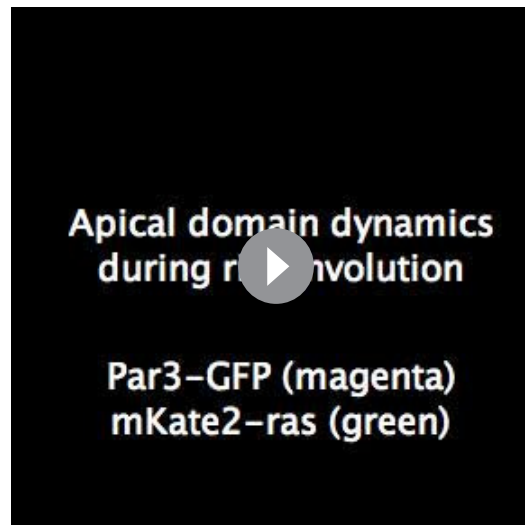 Apical domain dynamics
during
Par3–GFP (magenta)
mKate2–ras (green)